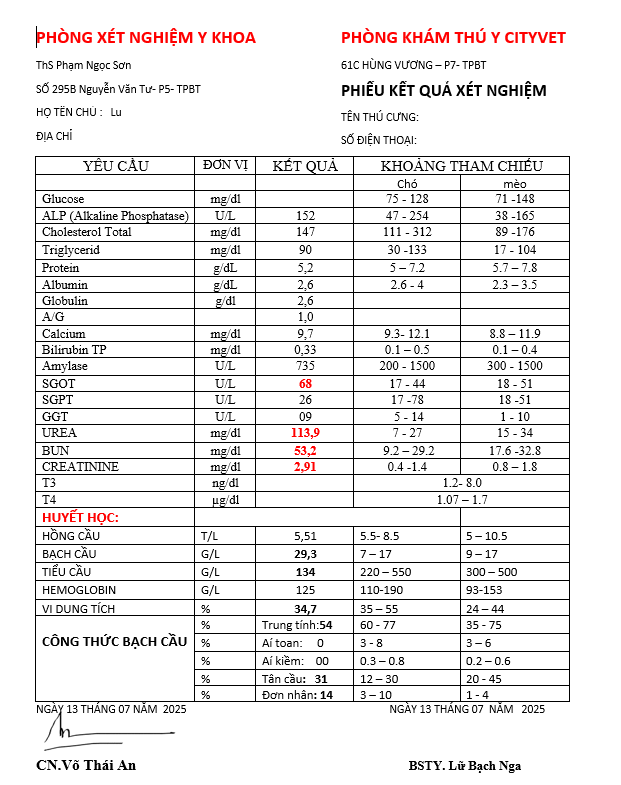 PHÒNG XÉT NGHIỆM Y KHOA PHÒNG KHÁM THÚ Y CITYVET
ThS Phạm Ngọc Sơn 61C HÙNG VƯƠNG – P7- TPBT
SỐ 295B Nguyễn Văn Tư- P5- TPBT PHIẾU KẾT QUẢ XÉT NGHIỆM
HỌ TÊN CHỦ : Lu TÊN THÚ CƯNG:
ĐỊA CHỈ SỐ ĐIỆN THOẠI:
YÊU CẦU ĐƠN VỊ KẾT QUẢ KHOẢNG THAM CHIẾU
Chó mèo
Glucose mg/dl 75 - 128 71 -148
ALP (Alkaline Phosphatase) U/L 152 47 - 254 38 -165
Cholesterol Total mg/dl 147 111 - 312 89 -176
Triglycerid mg/dl 90 30 -133 17 - 104
Protein g/dL 5,2 5 – 7.2 5.7 – 7.8
Albumin g/dL 2,6 2.6 - 4 2.3 – 3.5
Globulin g/dl 2,6
A/G 1,0
Calcium mg/dl 9,7 9.3- 12.1 8.8 – 11.9
Bilirubin TP mg/dl 0,33 0.1 – 0.5 0.1 – 0.4
Amylase U/L 735 200 - 1500 300 - 1500
SGOT U/L 68 17 - 44 18 - 51
SGPT U/L 26 17 -78 18 -51
GGT U/L 09 5 - 14 1 - 10
UREA mg/dl 113,9 7 - 27 15 - 34
BUN mg/dl 53,2 9.2 – 29.2 17.6 -32.8
CREATININE mg/dl 2,91 0.4 -1.4 0.8 – 1.8
T3 ng/dl 1.2- 8.0
T4 µg/dl 1.07 – 1.7
HUYẾT HỌC:
HỒNG CẦU T/L 5,51 5.5- 8.5 5 – 10.5
BẠCH CẦU G/L 29,3 7 – 17 9 – 17
TIỂU CẦU G/L 134 220 – 550 300 – 500
HEMOGLOBIN G/L 125 110-190 93-153
VI DUNG TÍCH % 34,7 35 – 55 24 – 44
CÔNG THỨC BẠCH CẦU % Trung tính:54 60 - 77 35 - 75
% Aí toan: 0 3 - 8 3 – 6
% Aí kiềm: 00 0.3 – 0.8 0.2 – 0.6
% Tân cầu: 31 12 – 30 20 - 45
% Đơn nhân: 14 3 – 10 1 - 4
NGÀY 13 THÁNG 07 NĂM 2025 NGÀY 13 THÁNG 07 NĂM 2025
CN.Võ Thái An BSTY. Lữ Bạch Nga